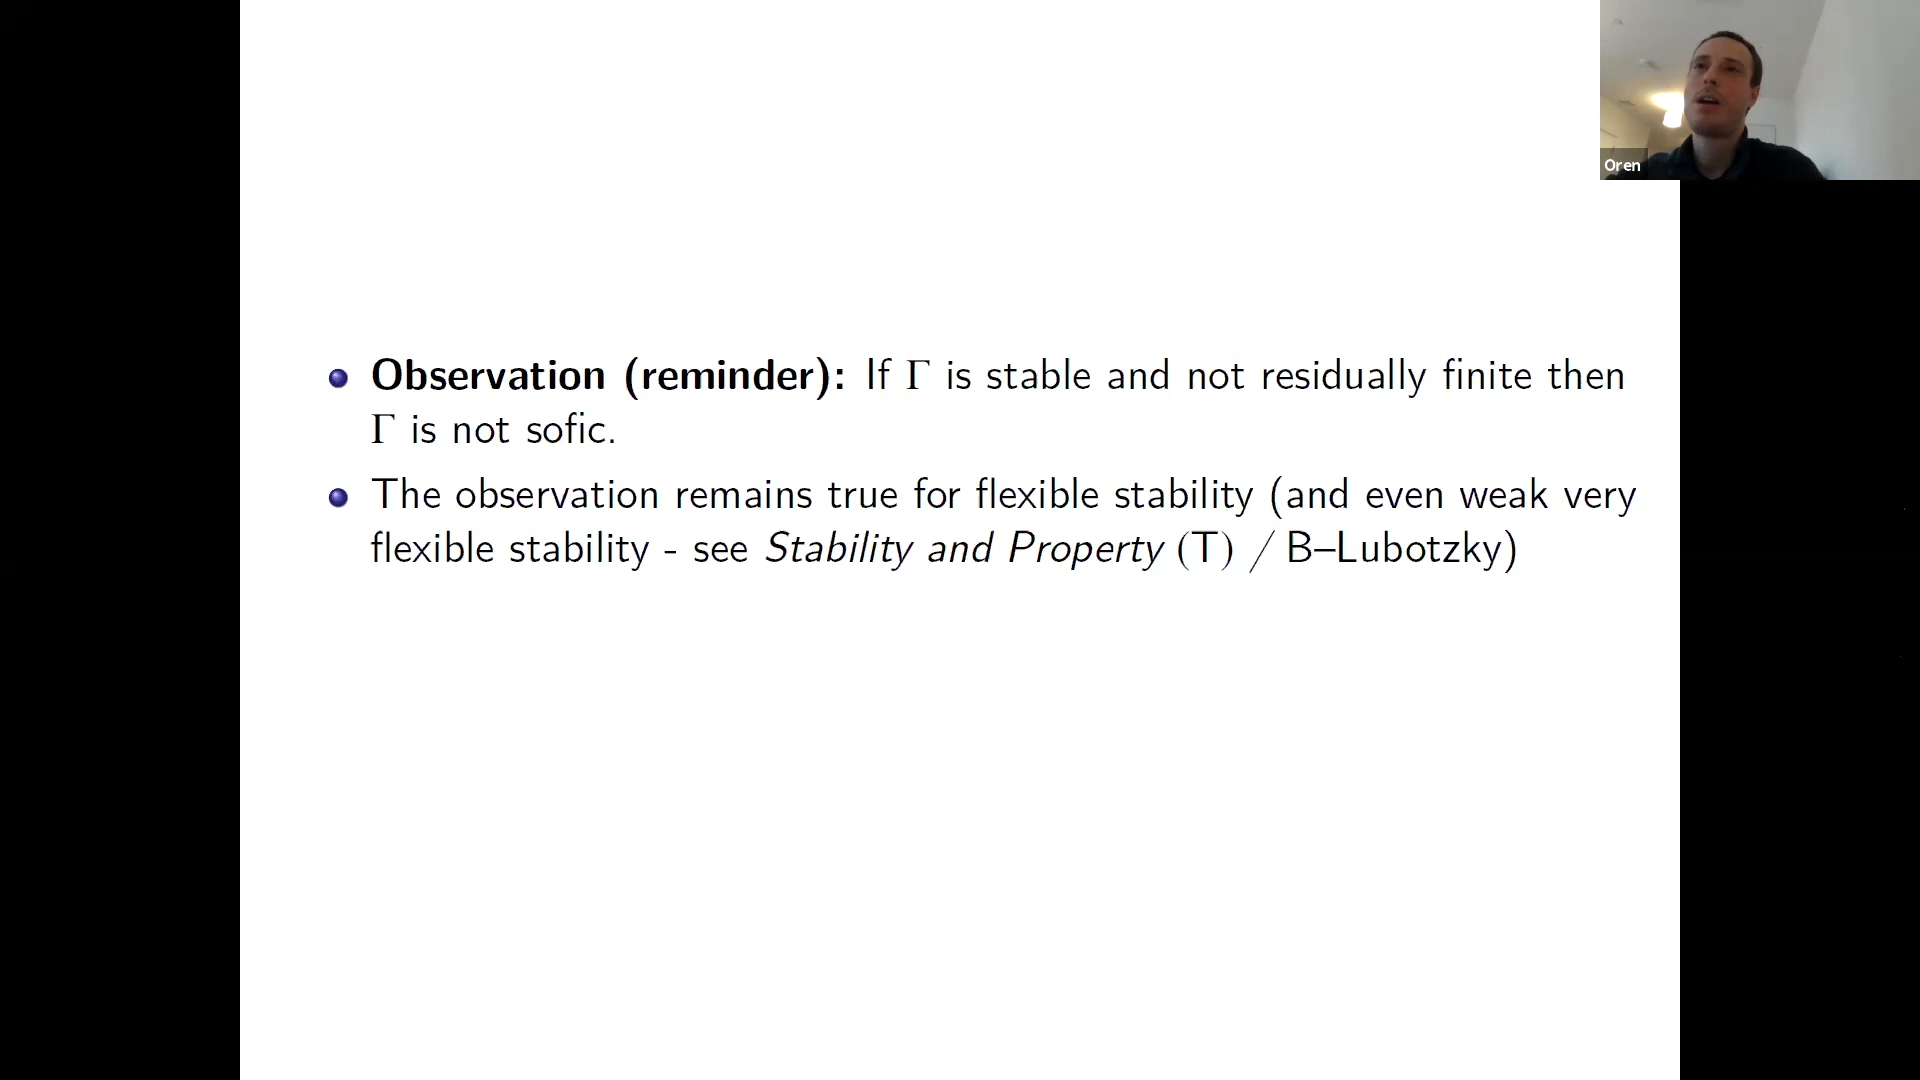 Oren
Observation (reminder): If Γ is stable and not residually finite then
Γ is not sofic.
The observation remains true for flexible stability (and even weak very
flexible stability - see Stability and Property (T) / B–Lubotzky)